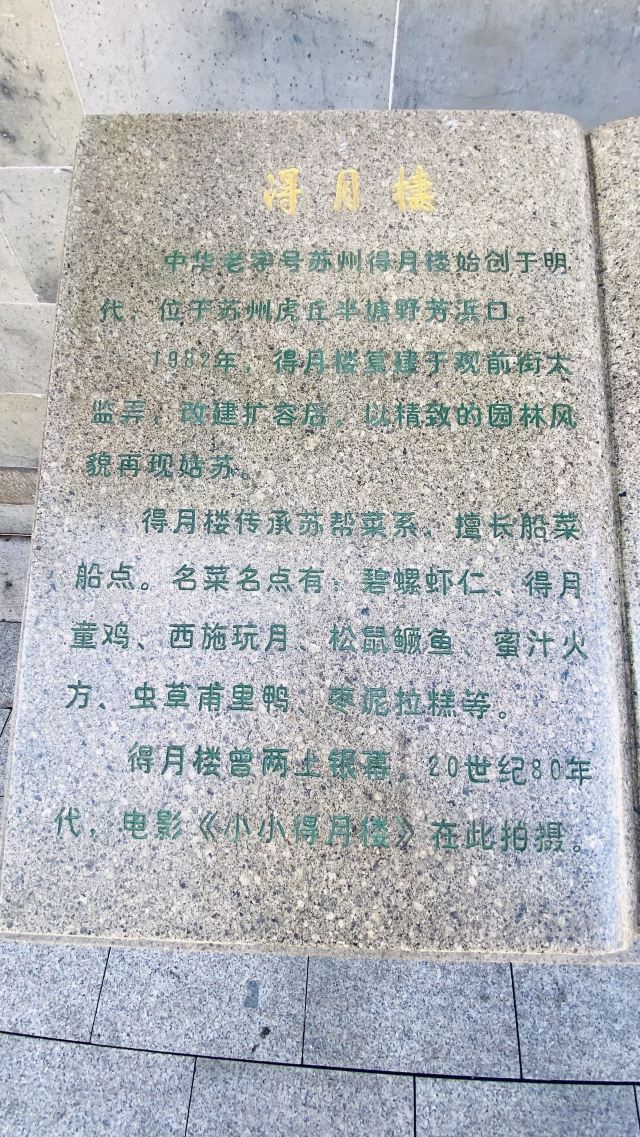 得月楼
中华老字号苏州得月楼始创于明
代，位于苏州虎丘半塘野芳浜口。
1982年，得月楼复建于观前街太
监弄，改建扩容后，以精致的园林风
貌再现姑苏。
得月楼传承苏帮菜系，擅长船菜
船点。名菜名点有：碧螺虾仁、得月
童鸡、西施玩月、松鼠鳜鱼、蜜汁火
方、虫草甫里鸭、枣泥拉糕等。
得月楼曾两上银幕，20世纪80年
代，电影《小小得月楼》在此拍摄。